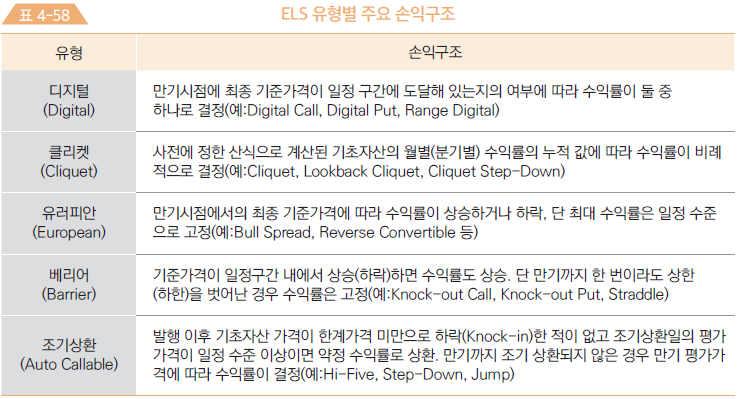 표 4-58
ELS 유형별 주요 손익구조
유형
손익구조
디지털
(Digital)
만기시점에 최종 기준가격이 일정 구간에 도달해 있는지의 여부에 따라 수익률이 둘 중
하나로 결정(예:Digital Call, Digital Put, Range Digital)
클리켓
(Cliquet)
사전에 정한 산식으로 계산된 기초자산의 월별(분기별) 수익률의 누적 값에 따라 수익률이 비례
적으로 결정(예:Cliquet, Lookback Cliquet, Cliquet Step-Down)
유러피안
(European)
만기시점에서의 최종 기준가격에 따라 수익률이 상승하거나 하락, 단 최대 수익률은 일정 수준
으로 고정(예:Bull Spread, Reverse Convertible 등)
베리어
(Barrier)
기준가격이 일정구간 내에서 상승(하락)하면 수익률도 상승. 단 만기까지 한 번이라도 상한
(하한)을 벗어난 경우 수익률은 고정(예:Knock-out Call, Knock-out Put, Straddle)
조기상환
(Auto Callable)
발행 이후 기초자산 가격이 한계가격 미만으로 하락(Knock-in)한 적이 없고 조기상환일의 평가
가격이 일정 수준 이상이면 약정 수익률로 상환. 만기까지 조기 상환되지 않은 경우 만기 평가가
격에 따라 수익률이 결정(예:Hi-Five, Step-Down, Jump)